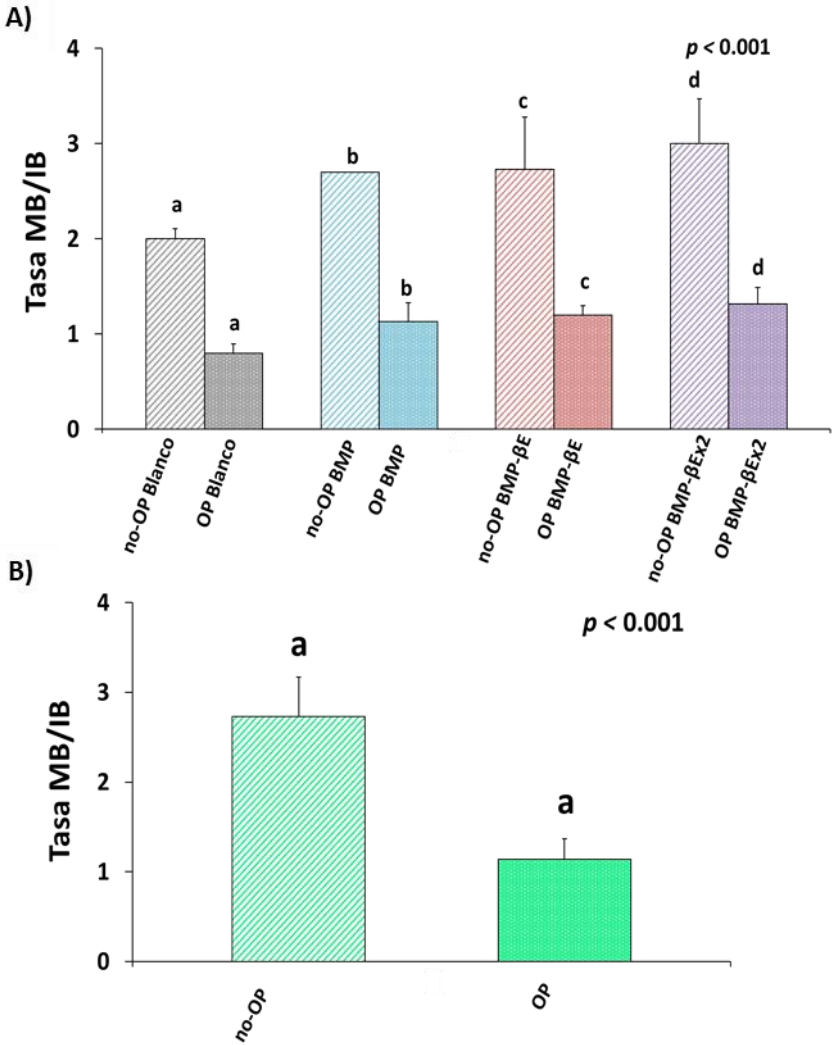 A)
Tasa MB/IB
4
3
2
1
0
p < 0.001
a
a
b
b
c
c
d
d
no-OP Blanco
OP Blanco
no-OP BMP
OP BMP
no-OP BMP-βE
OP BMP-βE
no-OP BMP-βEx2
OP BMP-βEx2
B)
Tasa MB/IB
4
3
2
1
0
p < 0.001
a
a
no-OP
OP